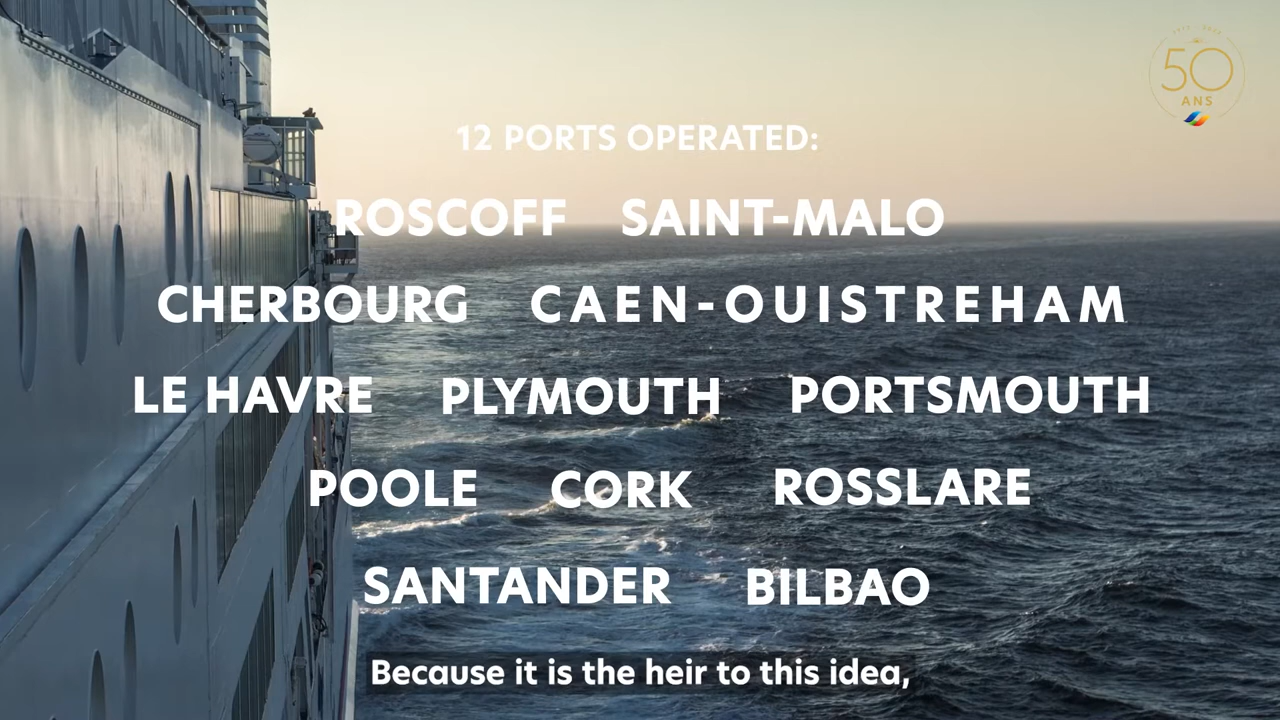 50
ANS
12 PORTS OPERATED:
ROSCOFF SAINT-MALO
CHERBOURG CAEN-OUISTREHAM
LE HAVRE PLYMOUTH PORTSMOUTH
POOLE CORK ROSSLARE
SANTANDER BILBAO
Because it is the heir to this idea,